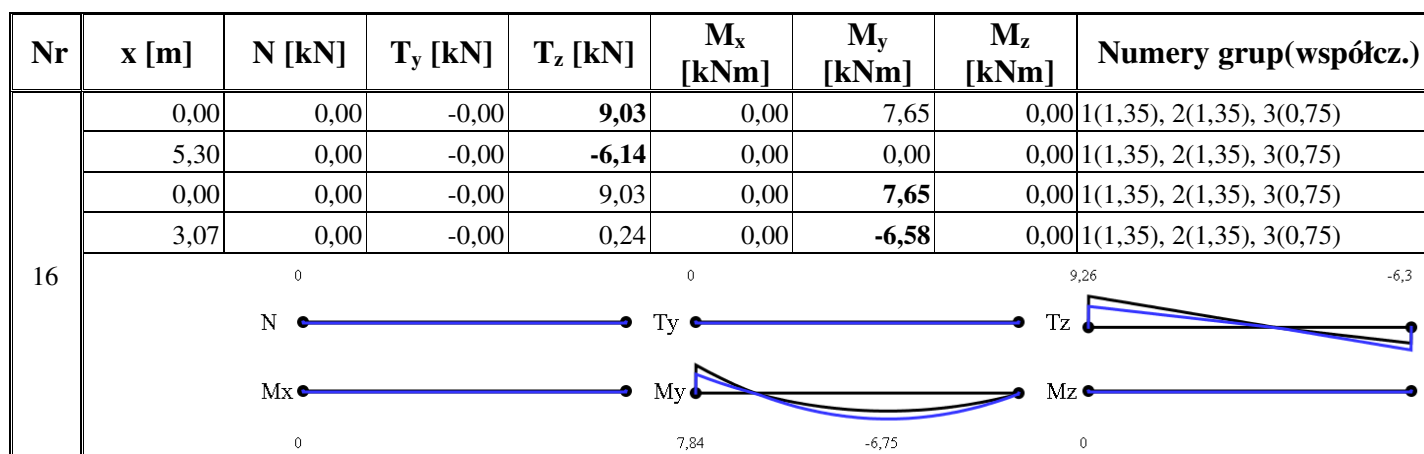 Nr x [m] N [kN] Ty [kN] Tz [kN] Mx [kNm] My [kNm] Mz [kNm] Numery grup(współcz.)
0,00 0,00 -0,00 9,03 0,00 7,65 0,00 1(1,35), 2(1,35), 3(0,75)
5,30 0,00 -0,00 -6,14 0,00 0,00 0,00 1(1,35), 2(1,35), 3(0,75)
0,00 0,00 -0,00 9,03 0,00 7,65 0,00 1(1,35), 2(1,35), 3(0,75)
3,07 0,00 -0,00 0,24 0,00 -6,58 0,00 1(1,35), 2(1,35), 3(0,75)
16 0 0 9,26 -6,3
N Ty Tz
Mx My Mz
0 7,84 -6,75 0